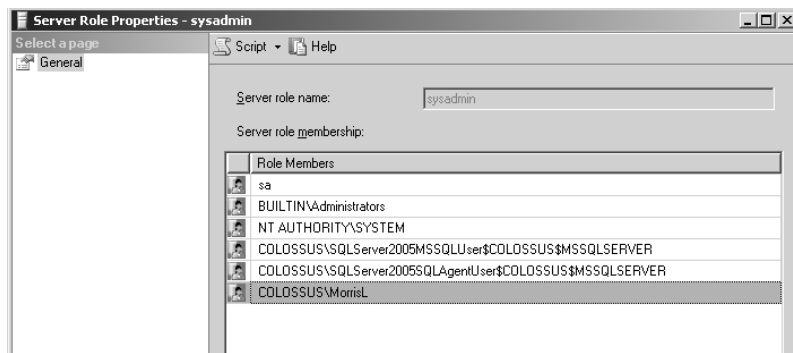 Server Role Properties - sysadmin
Select a page
General
Script Help
Server role name: sysadmin
Server role membership:
Role Members
sa
BUILTIN\Administrators
NT AUTHORITY\SYSTEM
COLOSSUS\SQLServer2005MSSQLUser$COLOSSUS$MSSQLSERVER
COLOSSUS\SQLServer2005SQLAgentUser$COLOSSUS$MSSQLSERVER
COLOSSUS\MorrisL